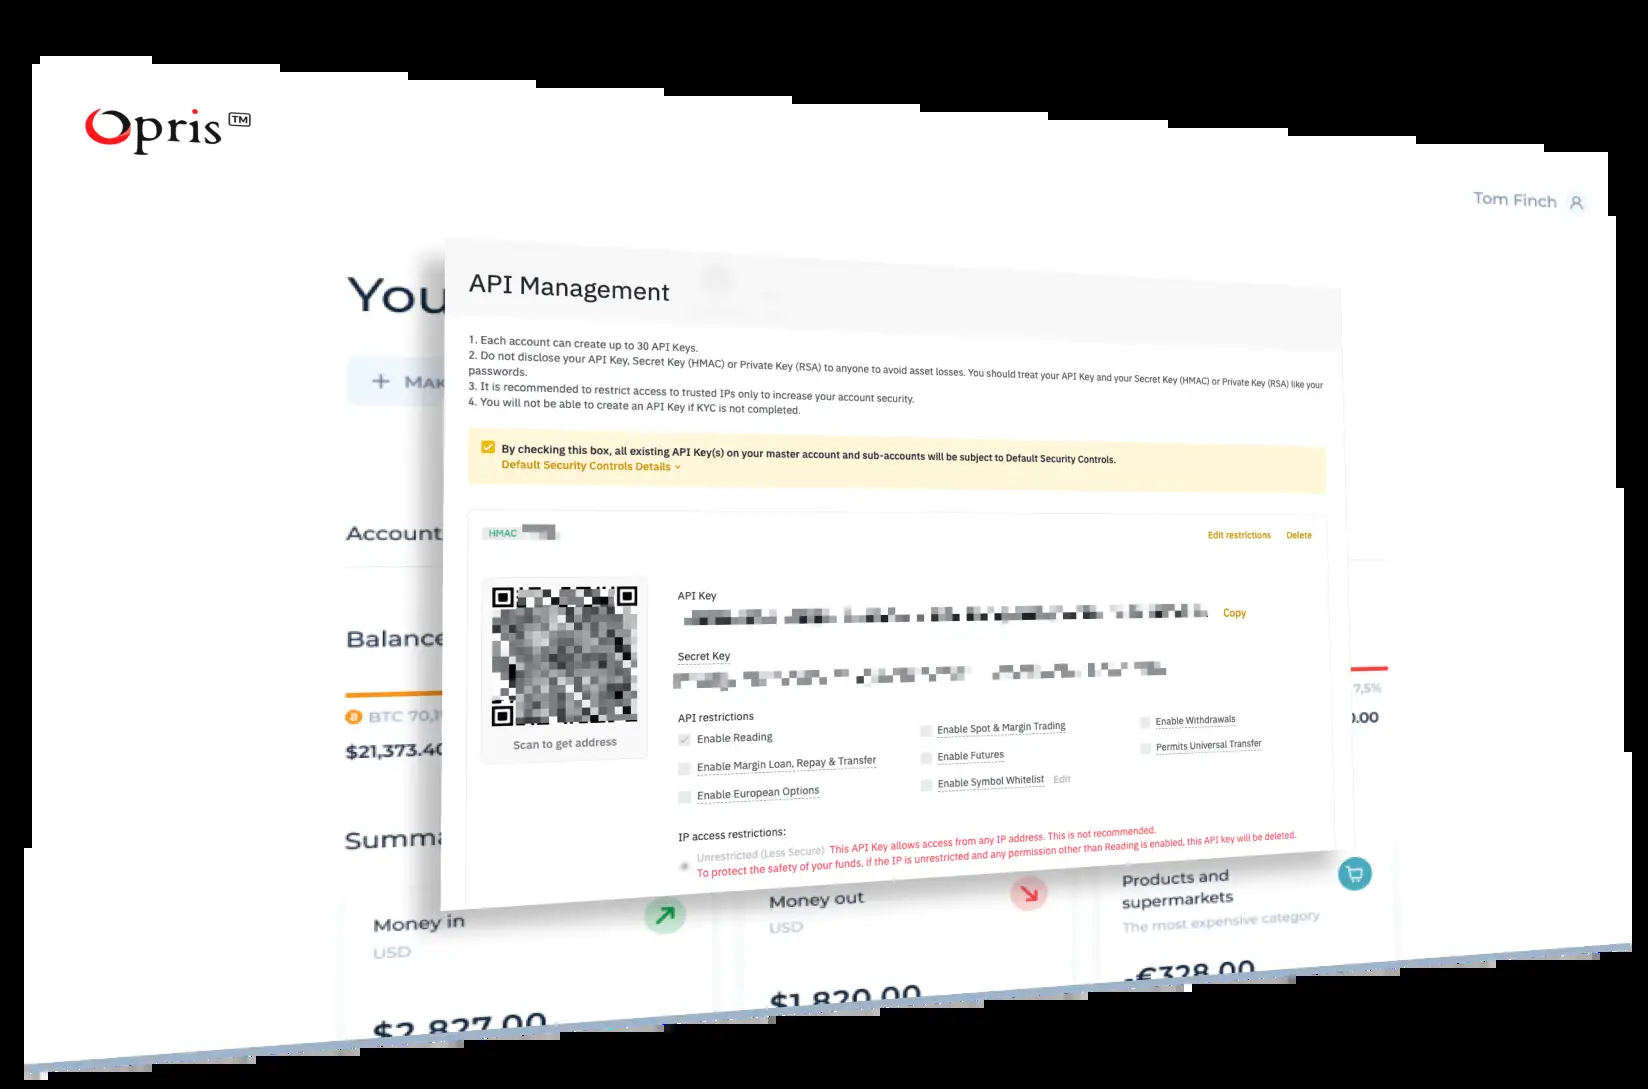 Opris TM
Tom Finch
You
API Management
1. Each account can create up to 30 API Keys.
2. Do not disclose your API Key, Secret Key (HMAC) or Private Key (RSA) to anyone to avoid asset losses. You should treat your API Key and your Secret Key (HMAC) or Private Key (RSA) like your
passwords.
3. It is recommended to restrict access to trusted IPs only to increase your account security.
4. You will not be able to create an API Key if KYC is not completed.
+ Mak
By checking this box, all existing API Key(s) on your master account and sub-accounts will be subject to Default Security Controls.
Default Security Controls Details
Account
HMAC
Edit restrictions Delete
API Key
Copy
Balance
Secret Key
7,5%
BTC 70,1
0.00
$21,373.40
Scan to get address
API restrictions
Enable Reading
Enable Spot & Margin Trading
Enable Withdrawals
Enable Margin Loan, Repay & Transfer
Enable Futures
Permits Universal Transfer
Enable European Options
Enable Symbol Whitelist Edit
Summa
IP access restrictions:
Unrestricted (Less Secure) This API Key allows access from any IP address. This is not recommended.
To protect the safety of your funds, if the IP is unrestricted and any permission other than Reading is enabled, this API key will be deleted.
Money in
USD
$2,827.00
Money out
USD
$1,820.00
Products and
supermarkets
The most expensive category
-€328.00